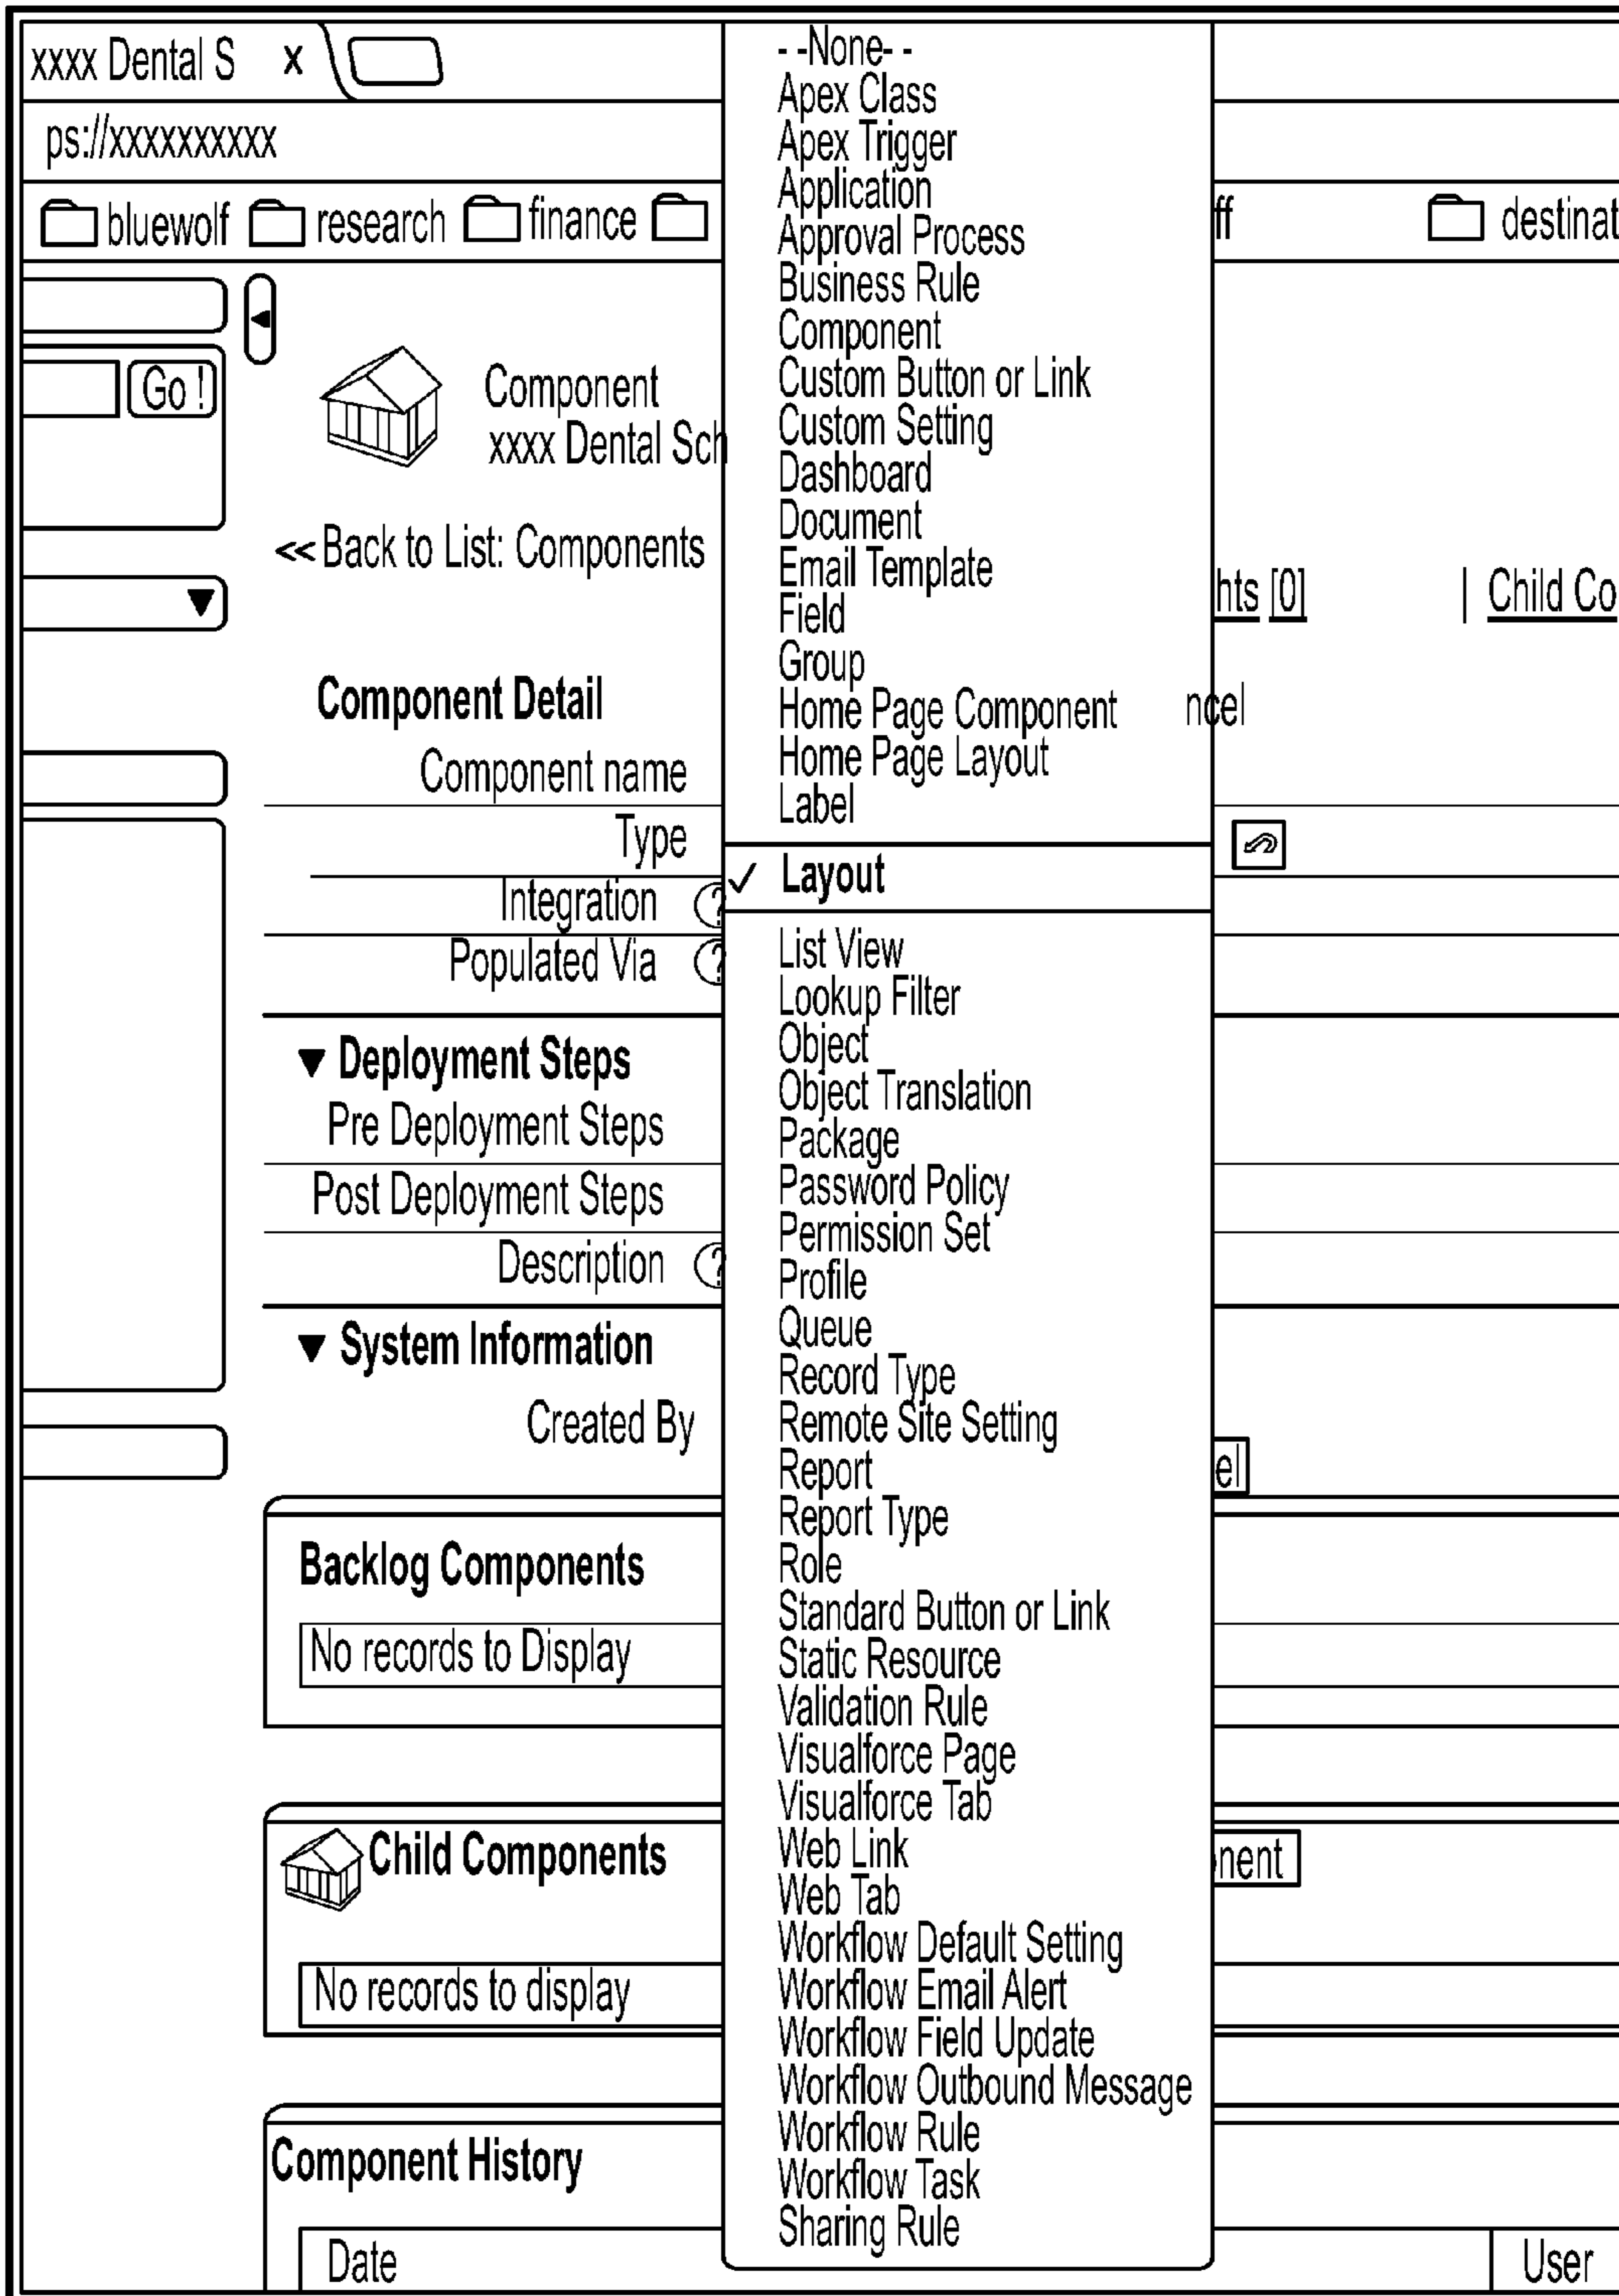 xxxx Dental S x
ps://xxxxxxxxxx
bluewolf research finance ff destinat
Go !
Component
xxxx Dental Sch
<< Back to List: Components
hts [0] | Child Co
Component Detail
ncel
Component name
Type
Integration ?
Populated Via ?
Deployment Steps
Pre Deployment Steps
Post Deployment Steps
Description ?
System Information
Created By
el
Backlog Components
No records to Display
Child Components
nent
No records to display
Component History
Date User
- -None- -
Apex Class
Apex Trigger
Application
Approval Process
Business Rule
Component
Custom Button or Link
Custom Setting
Dashboard
Document
Email Template
Field
Group
Home Page Component
Home Page Layout
Label
✓ Layout
List View
Lookup Filter
Object
Object Translation
Package
Password Policy
Permission Set
Profile
Queue
Record Type
Remote Site Setting
Report
Report Type
Role
Standard Button or Link
Static Resource
Validation Rule
Visualforce Page
Visualforce Tab
Web Link
Web Tab
Workflow Default Setting
Workflow Email Alert
Workflow Field Update
Workflow Outbound Message
Workflow Rule
Workflow Task
Sharing Rule